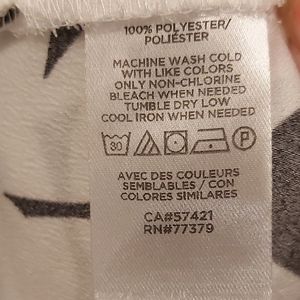 100% POLYESTER/
POLIÉSTER
MACHINE WASH COLD
WITH LIKE COLORS
ONLY NON-CHLORINE
BLEACH WHEN NEEDED
TUMBLE DRY LOW
COOL IRON WHEN NEEDED
30 P
AVEC DES COULEURS
SEMBLABLES / CON
COLORES SIMILARES
CA#57421
RN#77379